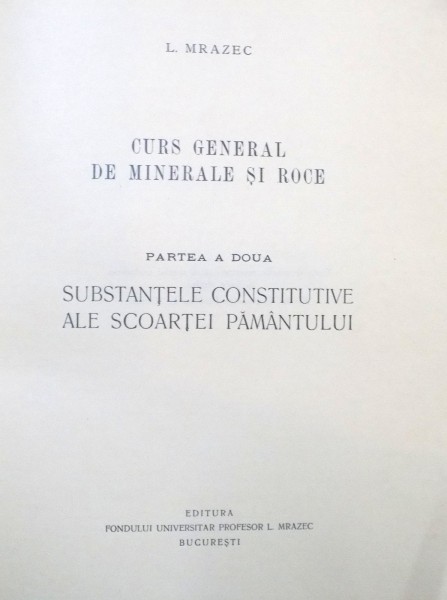 L. MRAZEC
CURS GENERAL
DE MINERALE ȘI ROCE
PARTEA A DOUA
SUBSTANȚELE CONSTITUTIVE
ALE SCOARȚEI PĂMÂNTULUI
EDITURA
FONDULUI UNIVERSITAR PROFESOR L. MRAZEC
BUCUREȘTI